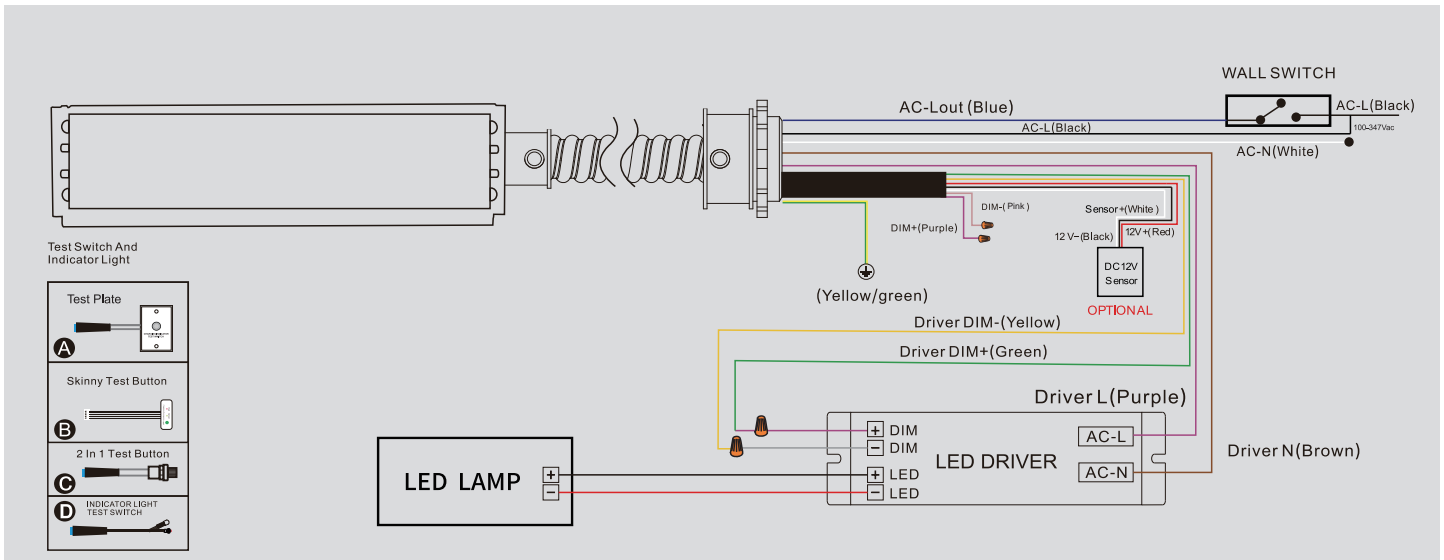 WALL SWITCH
AC-Lout (Blue)
AC-L(Black)
AC-L(Black)
100-347Vac
AC-N(White)
DIM-(Pink)
DIM+(Purple)
Sensor+(White)
12V-(Black)
12V+(Red)
DC12V
Sensor
OPTIONAL
(Yellow/green)
Driver DIM-(Yellow)
Driver DIM+(Green)
Driver L(Purple)
Driver N(Brown)
Test Switch And
Indicator Light
Test Plate
A
Skinny Test Button
B
2 In 1 Test Button
C
INDICATOR LIGHT
TEST SWITCH
D
LED LAMP
+
−
+ DIM
− DIM
+ LED
− LED
LED DRIVER
AC-L
AC-N